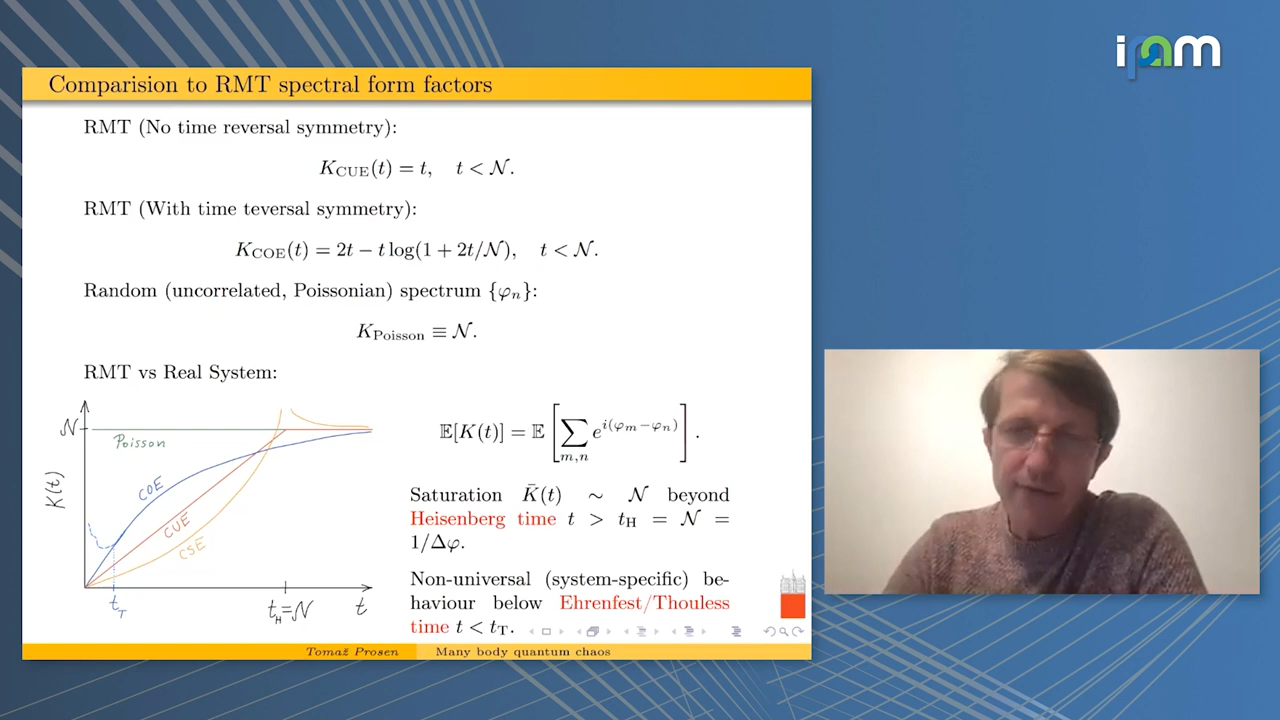 ipam
Comparision to RMT spectral form factors
RMT (No time reversal symmetry):
K_CUE(t) = t, t < 𝒩.
RMT (With time teversal symmetry):
K_COE(t) = 2t − t log(1 + 2t/𝒩), t < 𝒩.
Random (uncorrelated, Poissonian) spectrum {φ_n}:
K_Poisson ≡ 𝒩.
RMT vs Real System:
𝒩
Poisson
K(t)
COE
CUE
CSE
t_T
t_H=𝒩
t
𝔼[K(t)] = 𝔼 [∑_{m,n} e^{i(φ_m−φ_n)}].
Saturation K̄(t) ∼ 𝒩 beyond
Heisenberg time t > t_H = 𝒩 =
1/Δφ.
Non-universal (system-specific) be-
haviour below Ehrenfest/Thouless
time t < t_T.
Tomaž Prosen Many body quantum chaos